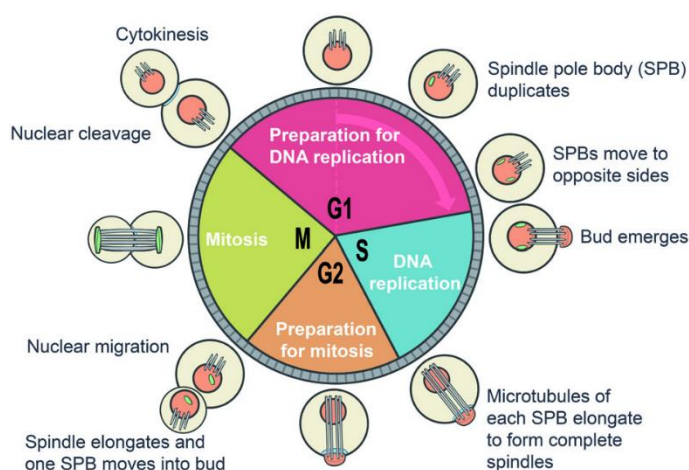 Cytokinesis
Spindle pole body (SPB)
duplicates
Nuclear cleavage
Preparation for
DNA replication
SPBs move to
opposite sides
G1
Bud emerges
Mitosis
M
S
G2
DNA
replication
Preparation
for mitosis
Nuclear migration
Microtubules of
each SPB elongate
to form complete
spindles
Spindle elongates and
one SPB moves into bud